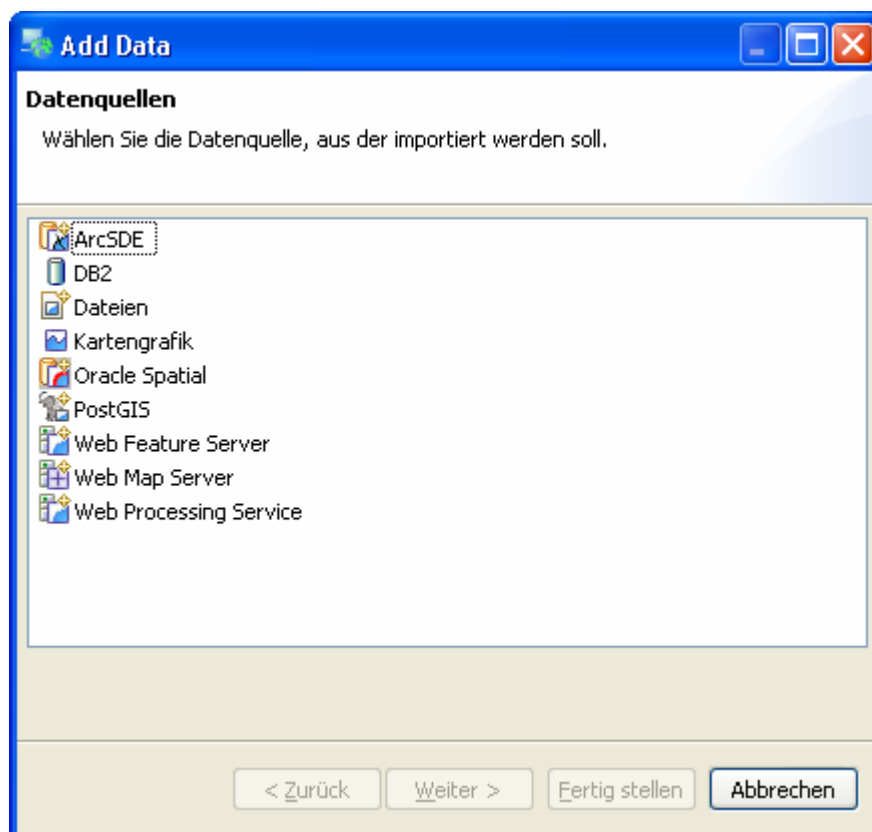 Add Data
Datenquellen
Wählen Sie die Datenquelle, aus der importiert werden soll.
ArcSDE
DB2
Dateien
Kartengrafik
Oracle Spatial
PostGIS
Web Feature Server
Web Map Server
Web Processing Service
< Zurück Weiter > Fertig stellen Abbrechen